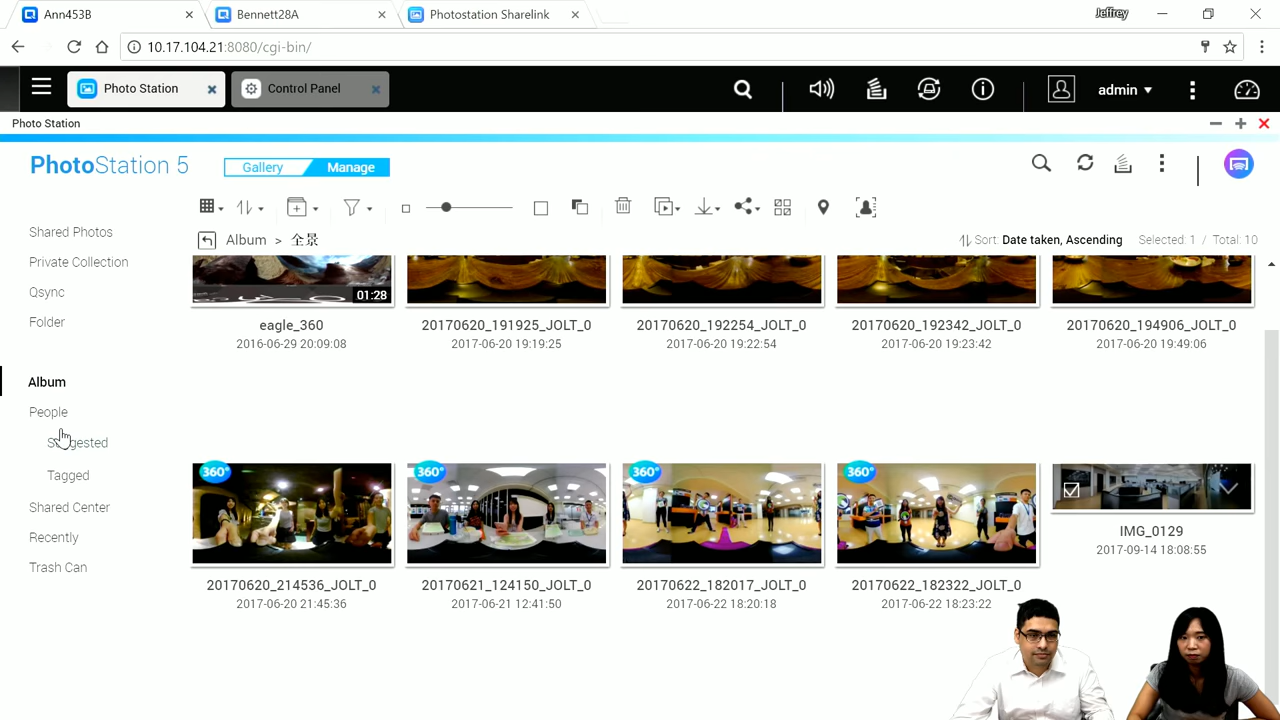 Ann453B
Bennett28A
Photostation Sharelink
Jeffrey
10.17.104.21:8080/cgi-bin/
Photo Station
Control Panel
admin
Photo Station
PhotoStation 5
Gallery
Manage
Shared Photos
Private Collection
Qsync
Folder
Album
People
Suggested
Tagged
Shared Center
Recently
Trash Can
Album > 全景
Sort: Date taken, Ascending
Selected: 1 / Total: 10
01:28
eagle_360
2016-06-29 20:09:08
20170620_191925_JOLT_0
2017-06-20 19:19:25
20170620_192254_JOLT_0
2017-06-20 19:22:54
20170620_192342_JOLT_0
2017-06-20 19:23:42
20170620_194906_JOLT_0
2017-06-20 19:49:06
360°
360°
360°
360°
20170620_214536_JOLT_0
2017-06-20 21:45:36
20170621_124150_JOLT_0
2017-06-21 12:41:50
20170622_182017_JOLT_0
2017-06-22 18:20:18
20170622_182322_JOLT_0
2017-06-22 18:23:22
IMG_0129
2017-09-14 18:08:55